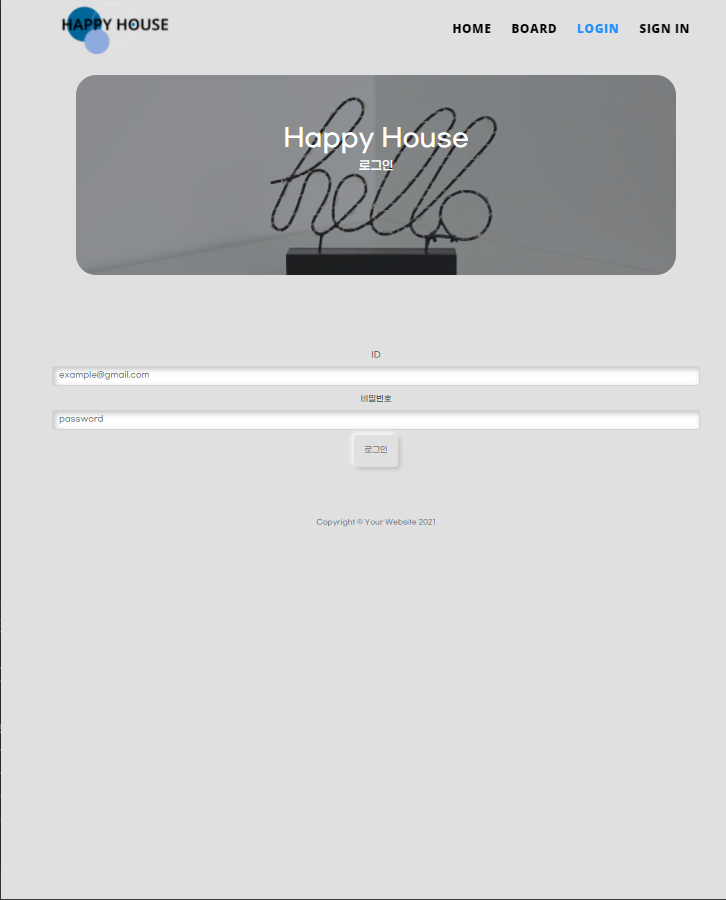 HAPPY HOUSE
HOME BOARD LOGIN SIGN IN
hello
Happy House
로그인
ID
example@gmail.com
비밀번호
password
로그인
Copyright © Your Website 2021